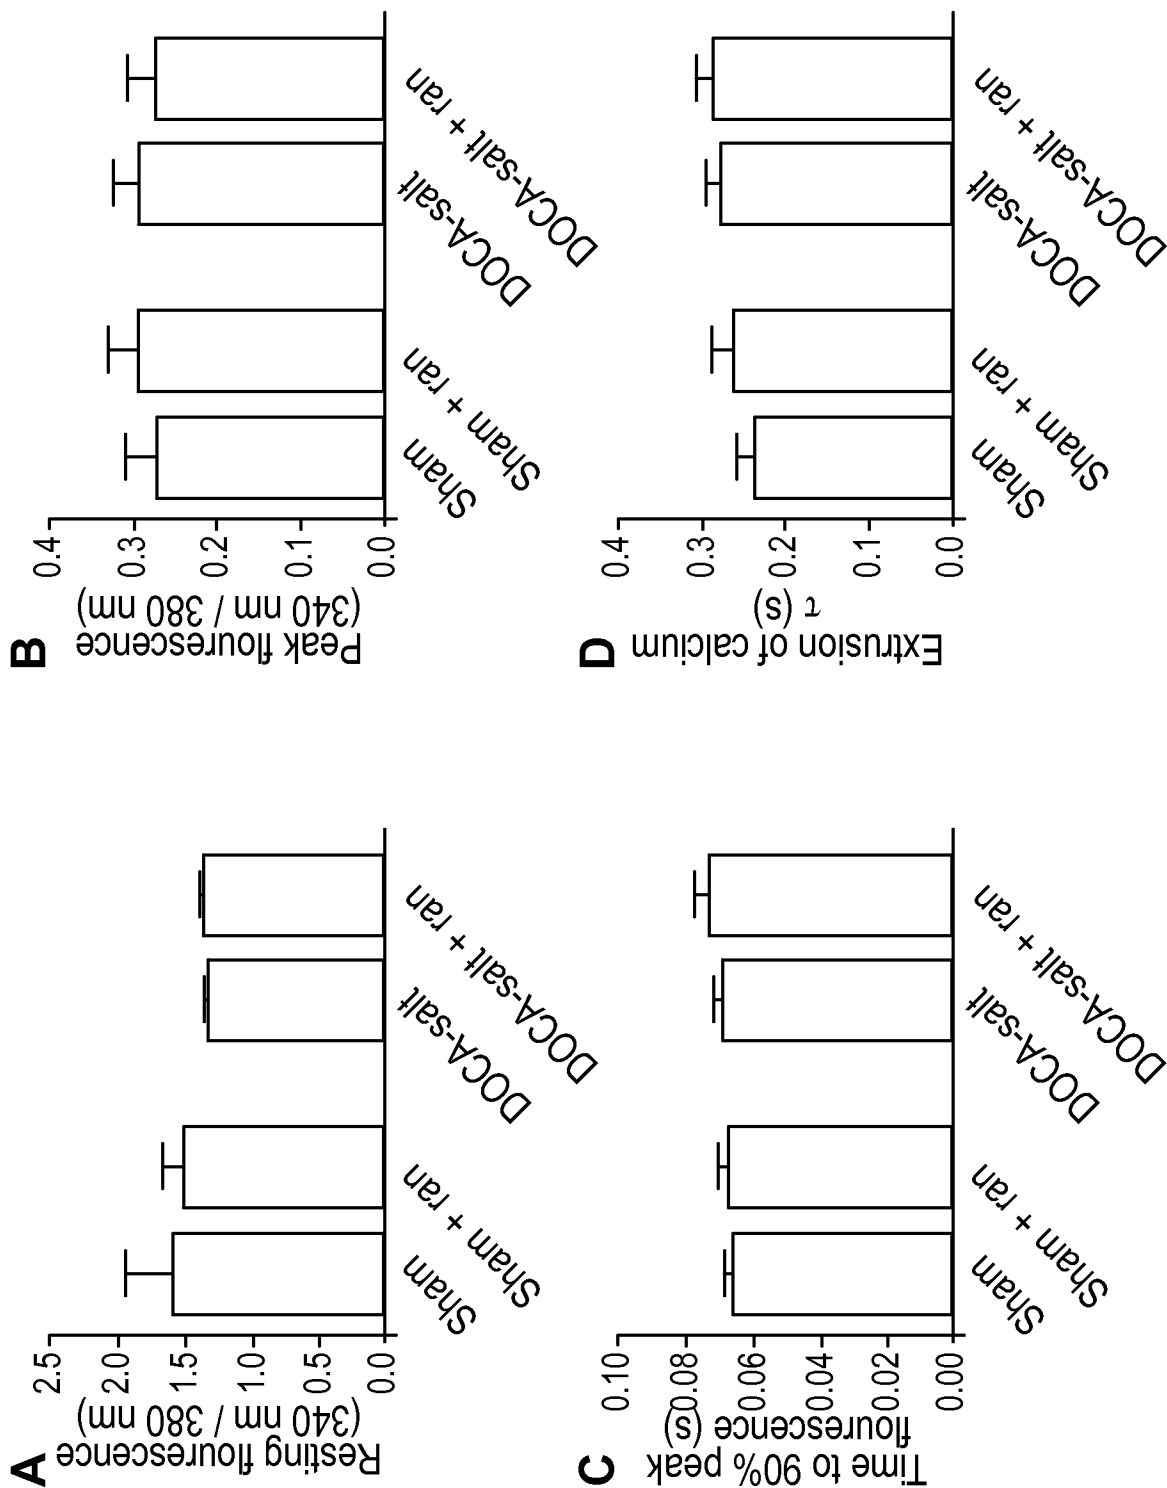 A
Resting flourescence
(340 nm / 380 nm)
2.5
2.0
1.5
1.0
0.5
0.0
Sham
Sham + ran
DOCA-salt
DOCA-salt + ran
B
Peak flourescence
(340 nm / 380 nm)
0.4
0.3
0.2
0.1
0.0
Sham
Sham + ran
DOCA-salt
DOCA-salt + ran
C
Time to 90% peak
flourescence (s)
0.10
0.08
0.06
0.04
0.02
0.00
Sham
Sham + ran
DOCA-salt
DOCA-salt + ran
D
Extrusion of calcium
τ (s)
0.4
0.3
0.2
0.1
0.0
Sham
Sham + ran
DOCA-salt
DOCA-salt + ran